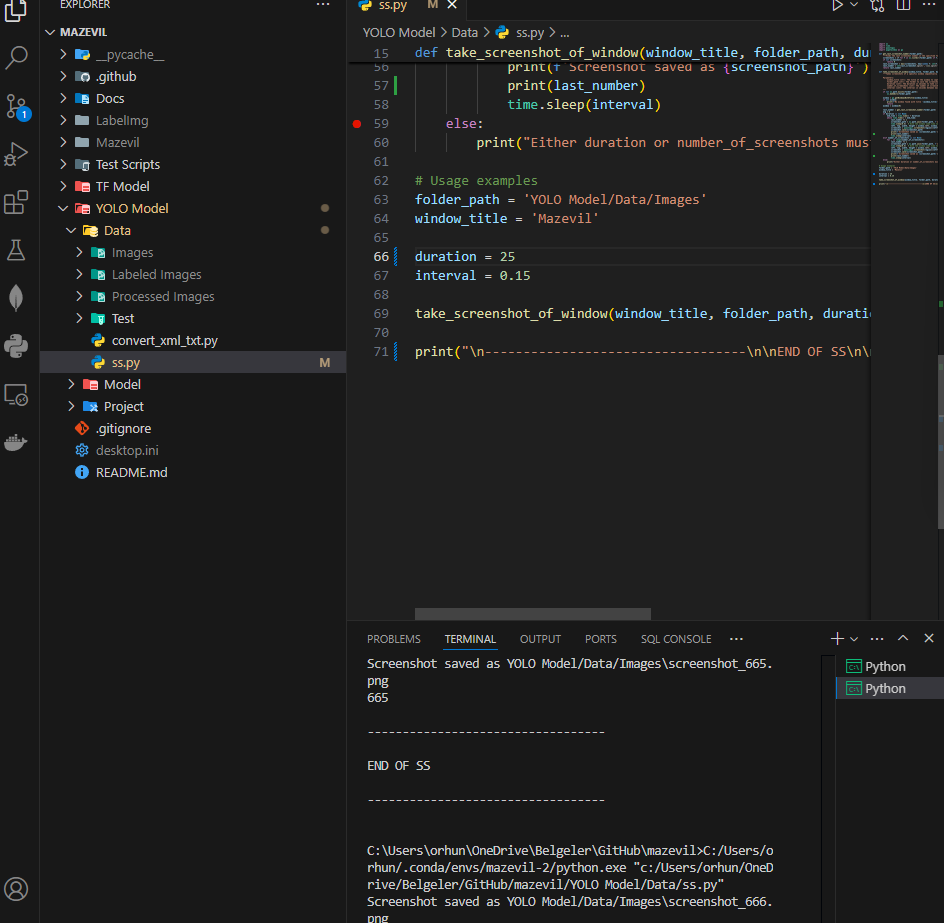 EXPLORER
MAZEVIL
__pycache__
.github
Docs
LabelImg
Mazevil
Test Scripts
TF Model
YOLO Model
Data
Images
Labeled Images
Processed Images
Test
convert_xml_txt.py
ss.py M
Model
Project
.gitignore
desktop.ini
README.md
1
ss.py M
YOLO Model > Data > ss.py > ...
15 def take_screenshot_of_window(window_title, folder_path, du
56 print(f"Screenshot saved as {screenshot_path}")
57 print(last_number)
58 time.sleep(interval)
59 else:
60 print("Either duration or number_of_screenshots mus
61
62 # Usage examples
63 folder_path = 'YOLO Model/Data/Images'
64 window_title = 'Mazevil'
65
66 duration = 25
67 interval = 0.15
68
69 take_screenshot_of_window(window_title, folder_path, duratio
70
71 print("\n----------------------------------\n\nEND OF SS\n\
PROBLEMS TERMINAL OUTPUT PORTS SQL CONSOLE ...
Screenshot saved as YOLO Model/Data/Images\screenshot_665.
png
665
----------------------------------
END OF SS
----------------------------------
C:\Users\orhun\OneDrive\Belgeler\GitHub\mazevil>C:/Users/o
rhun/.conda/envs/mazevil-2/python.exe "c:/Users/orhun/OneD
rive/Belgeler/GitHub/mazevil/YOLO Model/Data/ss.py"
Screenshot saved as YOLO Model/Data/Images\screenshot_666.
png
Python
Python